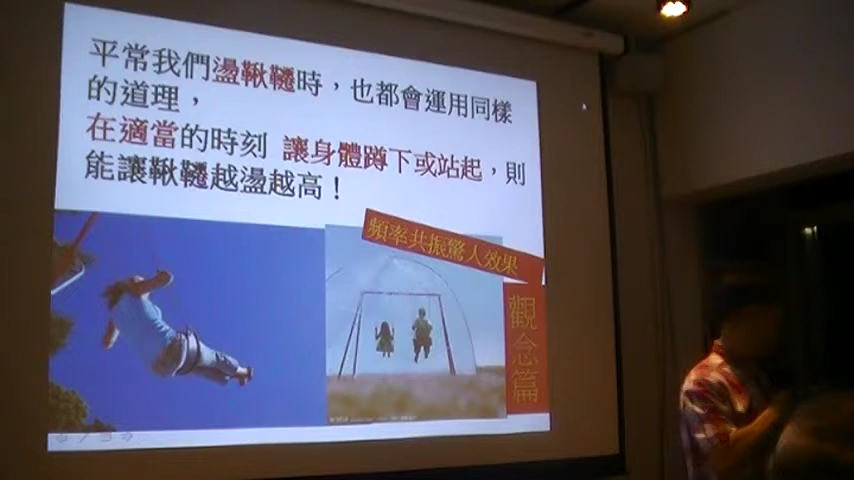 平常我們盪鞦韆時，也都會運用同樣
的道理，
在適當的時刻 讓身體蹲下或站起，則
能讓鞦韆越盪越高！
頻率共振驚人效果
觀念篇